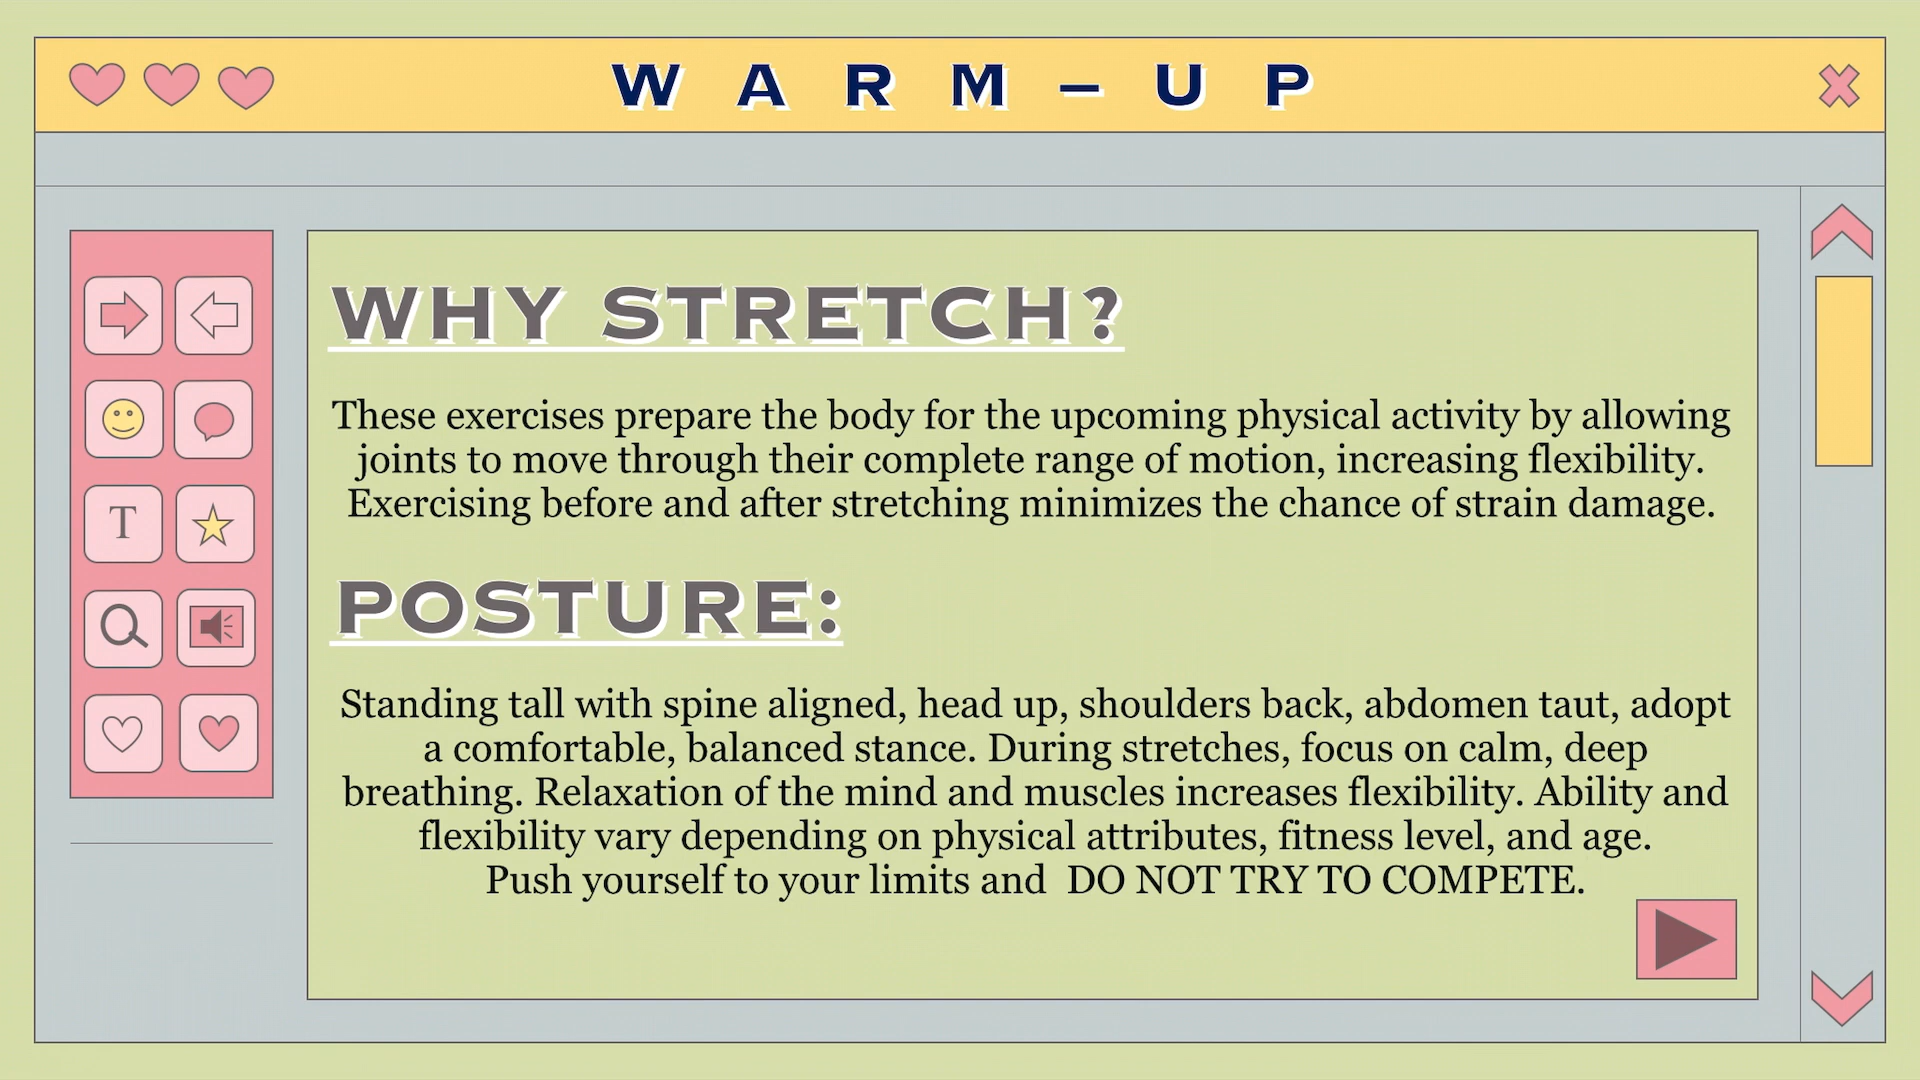 WARM-UP
WHY STRETCH?
These exercises prepare the body for the upcoming physical activity by allowing
joints to move through their complete range of motion, increasing flexibility.
Exercising before and after stretching minimizes the chance of strain damage.
POSTURE:
Standing tall with spine aligned, head up, shoulders back, abdomen taut, adopt
a comfortable, balanced stance. During stretches, focus on calm, deep
breathing. Relaxation of the mind and muscles increases flexibility. Ability and
flexibility vary depending on physical attributes, fitness level, and age.
Push yourself to your limits and  DO NOT TRY TO COMPETE.
T